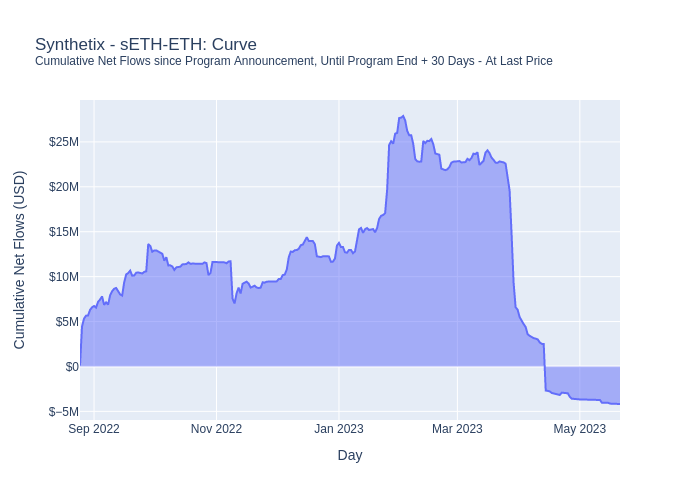 Synthetix - sETH-ETH: Curve
Cumulative Net Flows since Program Announcement, Until Program End + 30 Days - At Last Price
Cumulative Net Flows (USD)
$25M
$20M
$15M
$10M
$5M
$0
$−5M
Sep 2022
Nov 2022
Jan 2023
Mar 2023
May 2023
Day